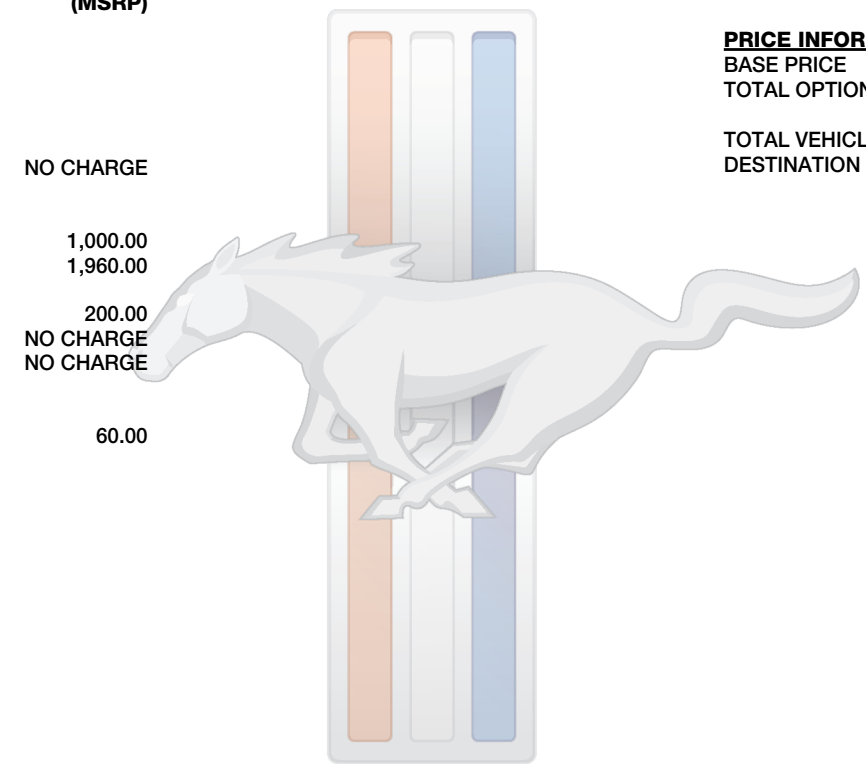 (MSRP)
NO CHARGE
1,000.00
1,960.00
200.00
NO CHARGE
NO CHARGE
60.00
PRICE INFOR
BASE PRICE
TOTAL OPTION
TOTAL VEHICL
DESTINATION